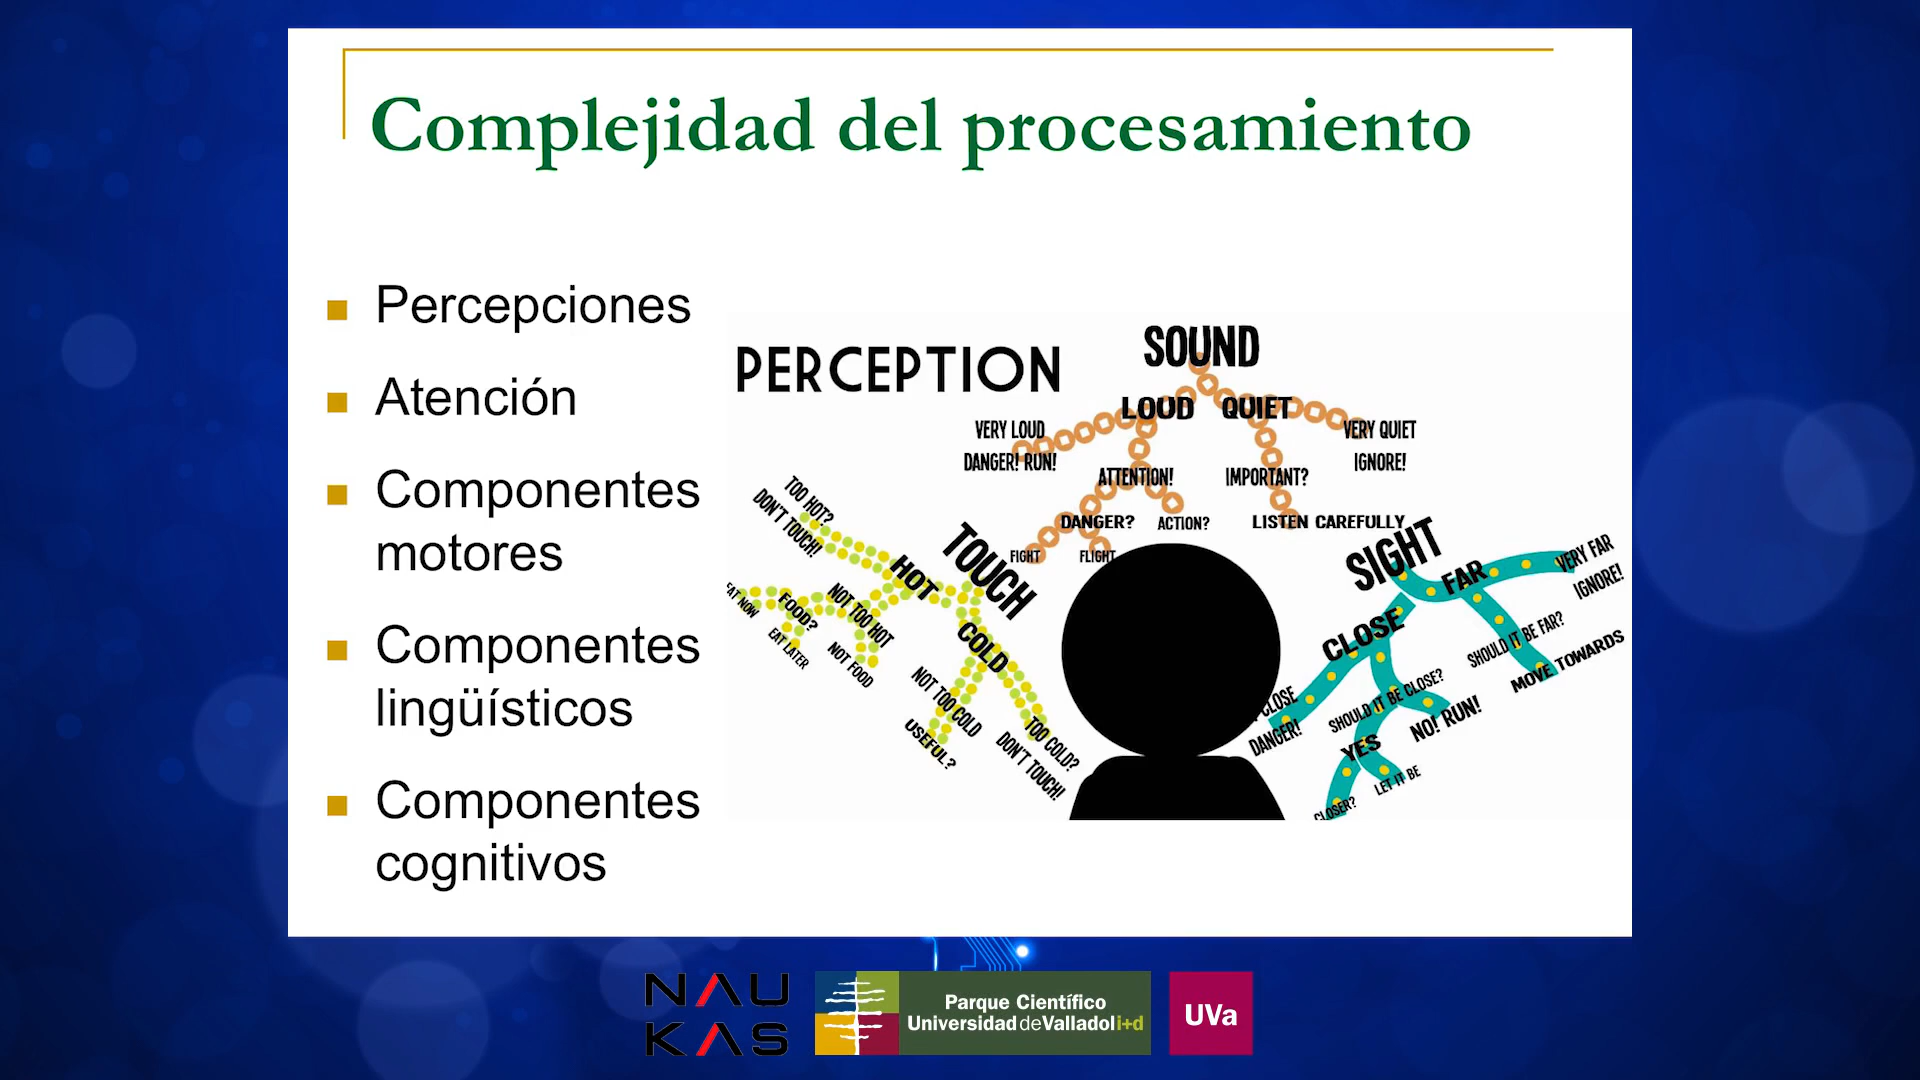 Complejidad del procesamiento
Percepciones
Atención
Componentes
motores
Componentes
lingüísticos
Componentes
cognitivos
PERCEPTION
SOUND
LOUD QUIET
VERY LOUD
DANGER! RUN!
VERY QUIET
IGNORE!
ATTENTION!
IMPORTANT?
DANGER? ACTION?
LISTEN CAREFULLY
FIGHT
FLIGHT
TOUCH
HOT
TOO HOT?
DON'T TOUCH!
NOT TOO HOT
FOOD?
EAT NOW
EAT LATER
NOT FOOD
COLD
NOT TOO COLD
USEFUL?
TOO COLD?
DON'T TOUCH!
SIGHT
FAR
VERY FAR
IGNORE!
SHOULD IT BE FAR?
MOVE TOWARDS
CLOSE
CLOSE
DANGER!
SHOULD IT BE CLOSE?
NO! RUN!
YES
LET IT BE
CLOSER?
NAU
KAS
Parque Científico
UniversidaddeValladoli+d
UVa